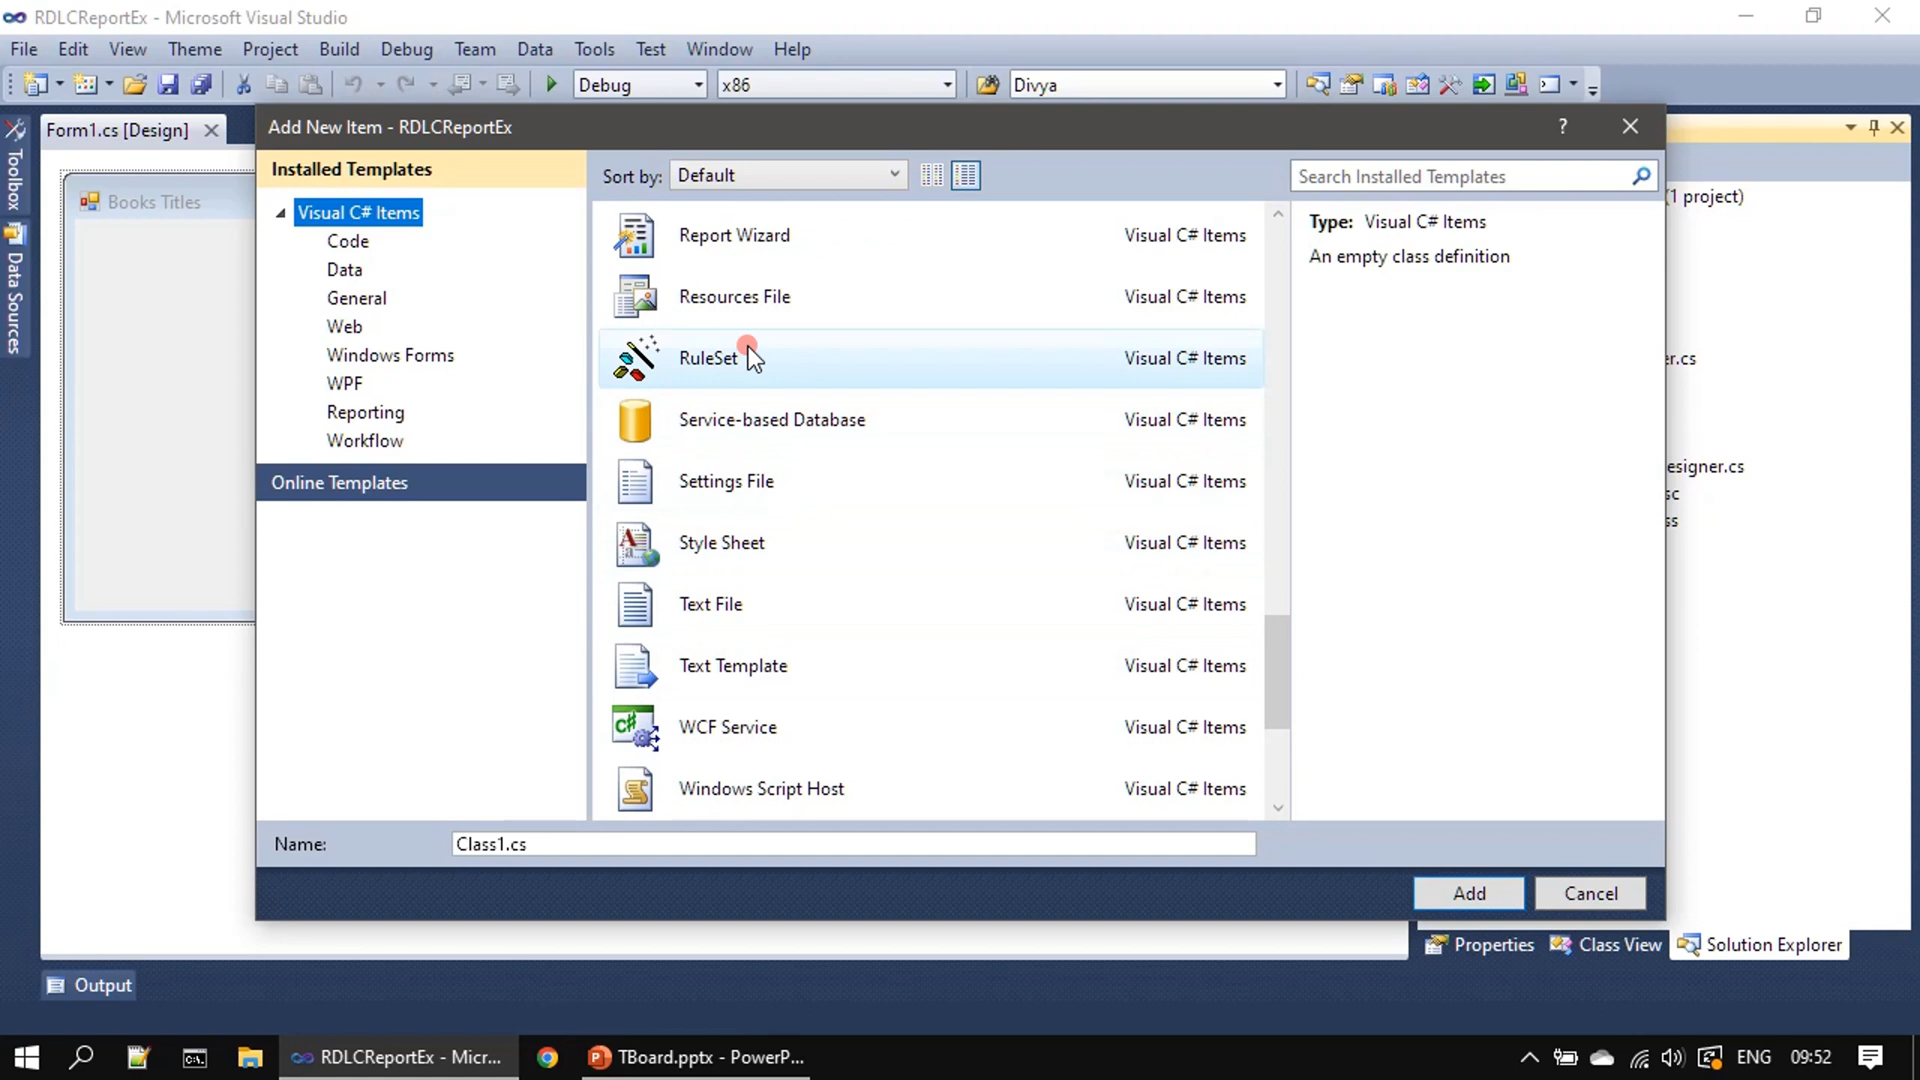 RDLCReportEx - Microsoft Visual Studio
File Edit View Theme Project Build Debug Team Data Tools Test Window Help
Debug x86 Divya
Form1.cs [Design]
Add New Item - RDLCReportEx
Installed Templates
Sort by: Default
Search Installed Templates
Toolbox
Data Sources
Books Titles
Visual C# Items
Code
Data
General
Web
Windows Forms
WPF
Reporting
Workflow
Online Templates
Report Wizard Visual C# Items
Resources File Visual C# Items
RuleSet Visual C# Items
Service-based Database Visual C# Items
Settings File Visual C# Items
Style Sheet Visual C# Items
Text File Visual C# Items
Text Template Visual C# Items
WCF Service Visual C# Items
Windows Script Host Visual C# Items
Type: Visual C# Items
An empty class definition
(1 project)
er.cs
esigner.cs
sc
ss
Name: Class1.cs
Add Cancel
Properties Class View Solution Explorer
Output
RDLCReportEx - Micr...
TBoard.pptx - PowerP...
ENG 09:52